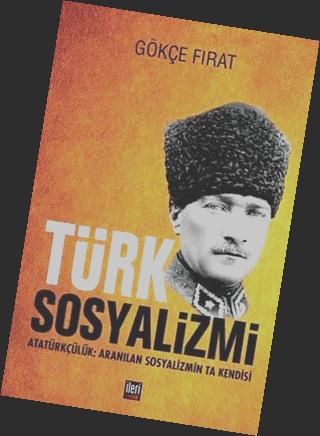 GÖKÇE FIRAT
TÜRK
SOSYALİZMİ
ATATÜRKÇÜLÜK: ARANILAN SOSYALİZMİN TA KENDİSİ
ileri